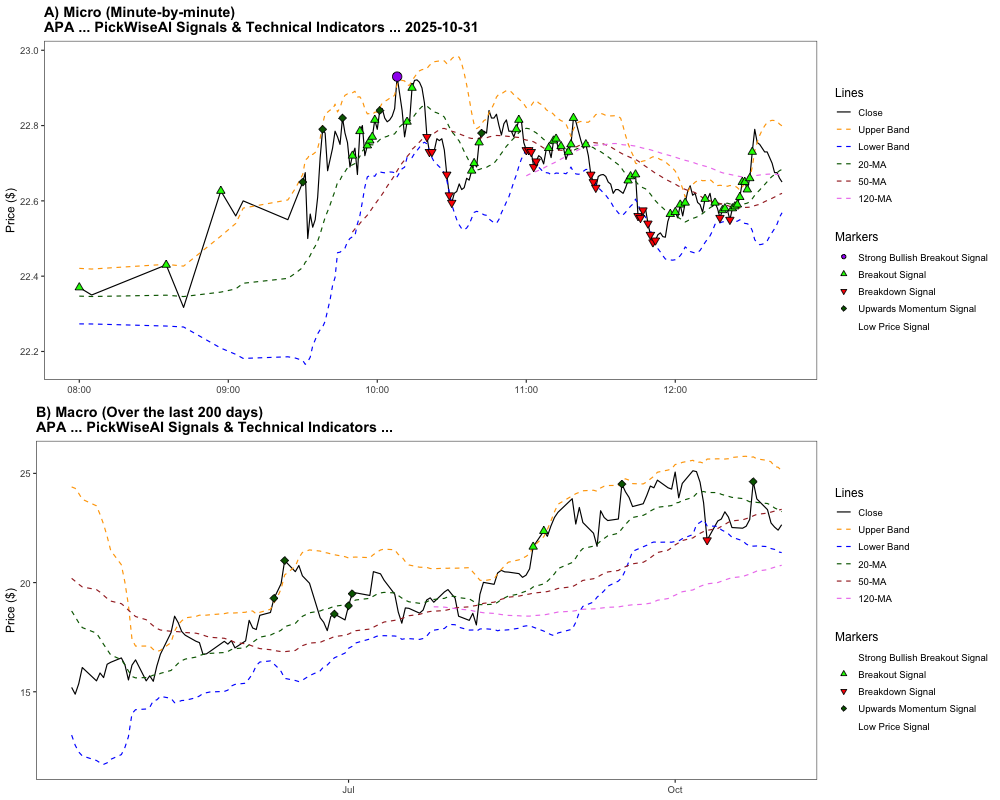 A) Micro (Minute-by-minute)
APA ... PickWiseAI Signals & Technical Indicators ... 2025-10-31
Price ($)
23.0
22.8
22.6
22.4
22.2
08:00
09:00
10:00
11:00
12:00
Lines
Close
Upper Band
Lower Band
20-MA
50-MA
120-MA
Markers
Strong Bullish Breakout Signal
Breakout Signal
Breakdown Signal
Upwards Momentum Signal
Low Price Signal
B) Macro (Over the last 200 days)
APA ... PickWiseAI Signals & Technical Indicators ...
Price ($)
25
20
15
Jul
Oct
Lines
Close
Upper Band
Lower Band
20-MA
50-MA
120-MA
Markers
Strong Bullish Breakout Signal
Breakout Signal
Breakdown Signal
Upwards Momentum Signal
Low Price Signal